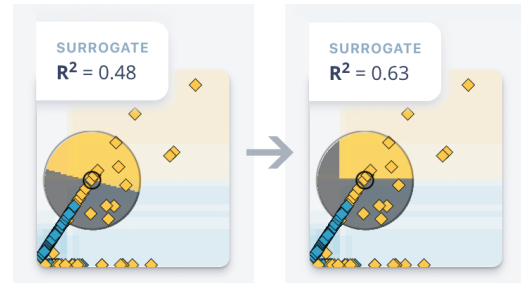 SURROGATE
R² = 0.48
SURROGATE
R² = 0.63